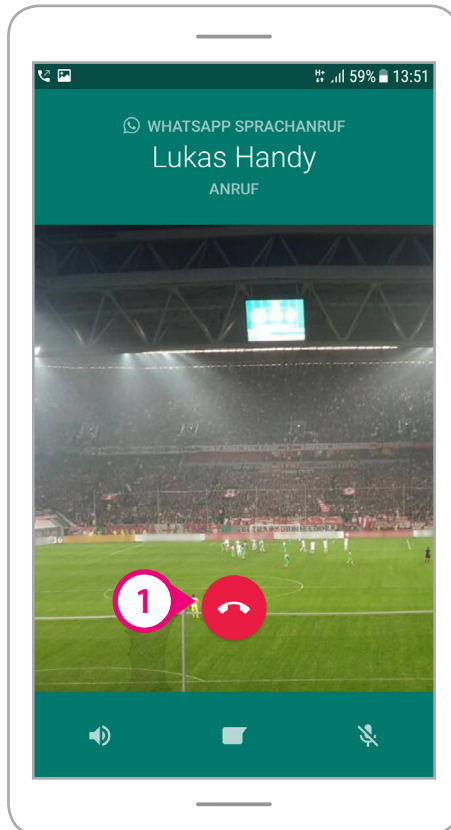 H+ 59% 13:51
WHATSAPP SPRACHANRUF
Lukas Handy
ANRUF
1